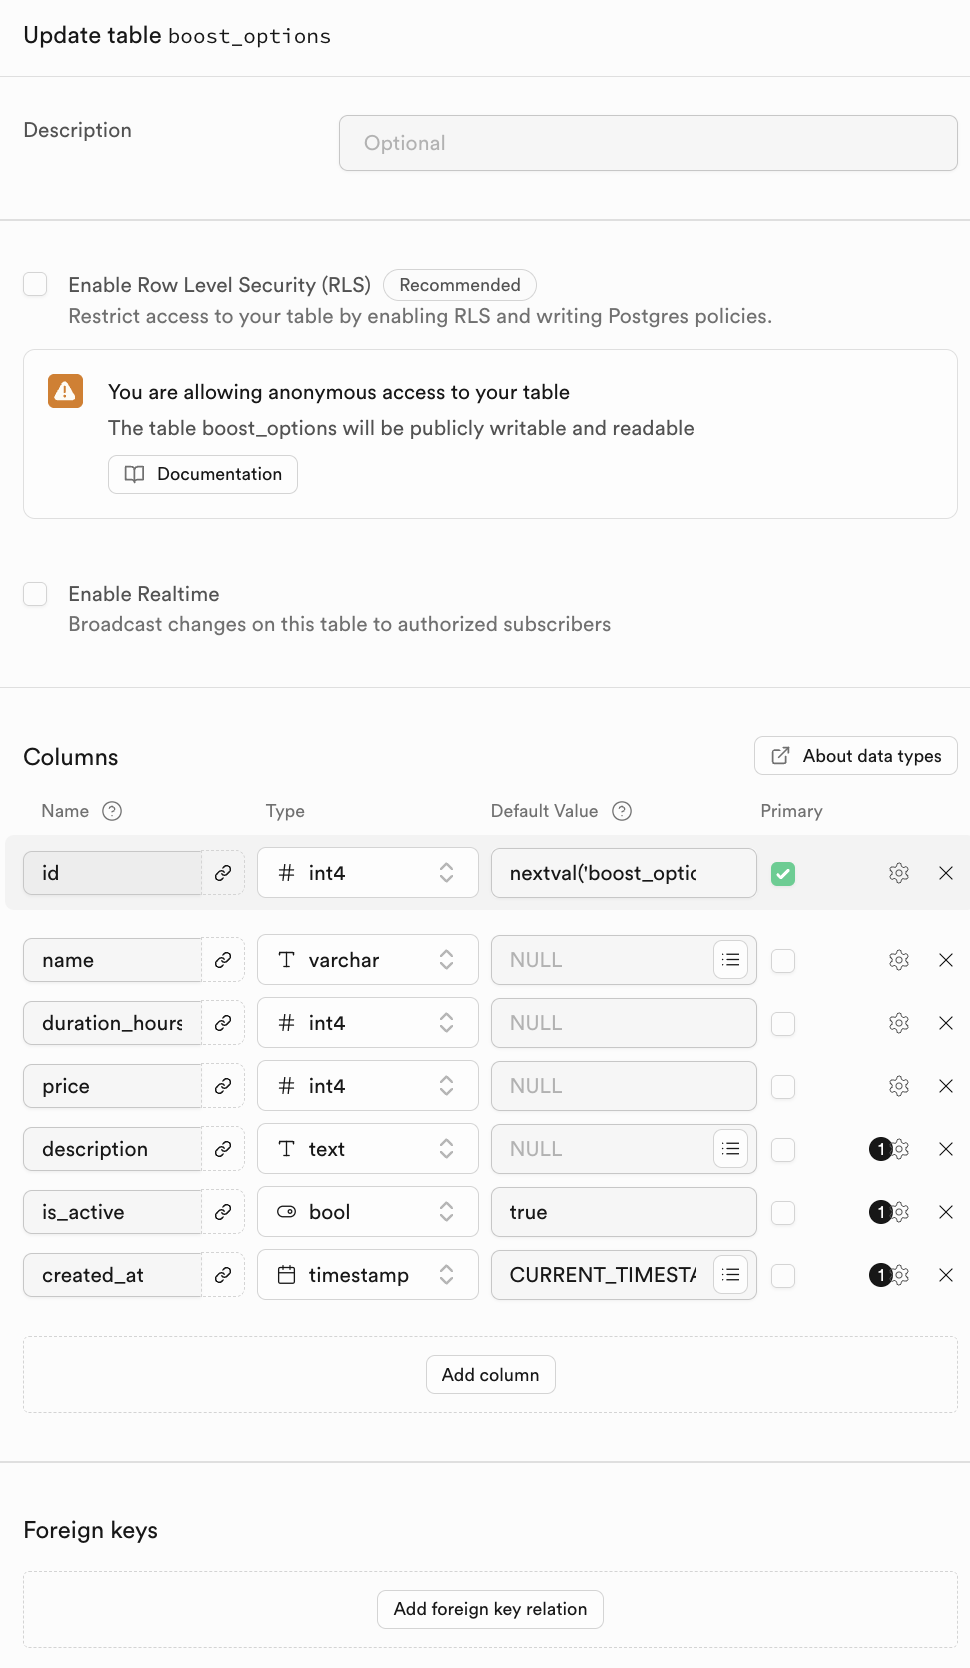 Update table boost_options
Description
Optional
Enable Row Level Security (RLS) Recommended
Restrict access to your table by enabling RLS and writing Postgres policies.
You are allowing anonymous access to your table
The table boost_options will be publicly writable and readable
Documentation
Enable Realtime
Broadcast changes on this table to authorized subscribers
Columns
About data types
Name Type Default Value Primary
id # int4 nextval('boost_optic
name T varchar NULL
duration_hours # int4 NULL
price # int4 NULL
description T text NULL 1
is_active bool true 1
created_at timestamp CURRENT_TIMESTA 1
Add column
Foreign keys
Add foreign key relation